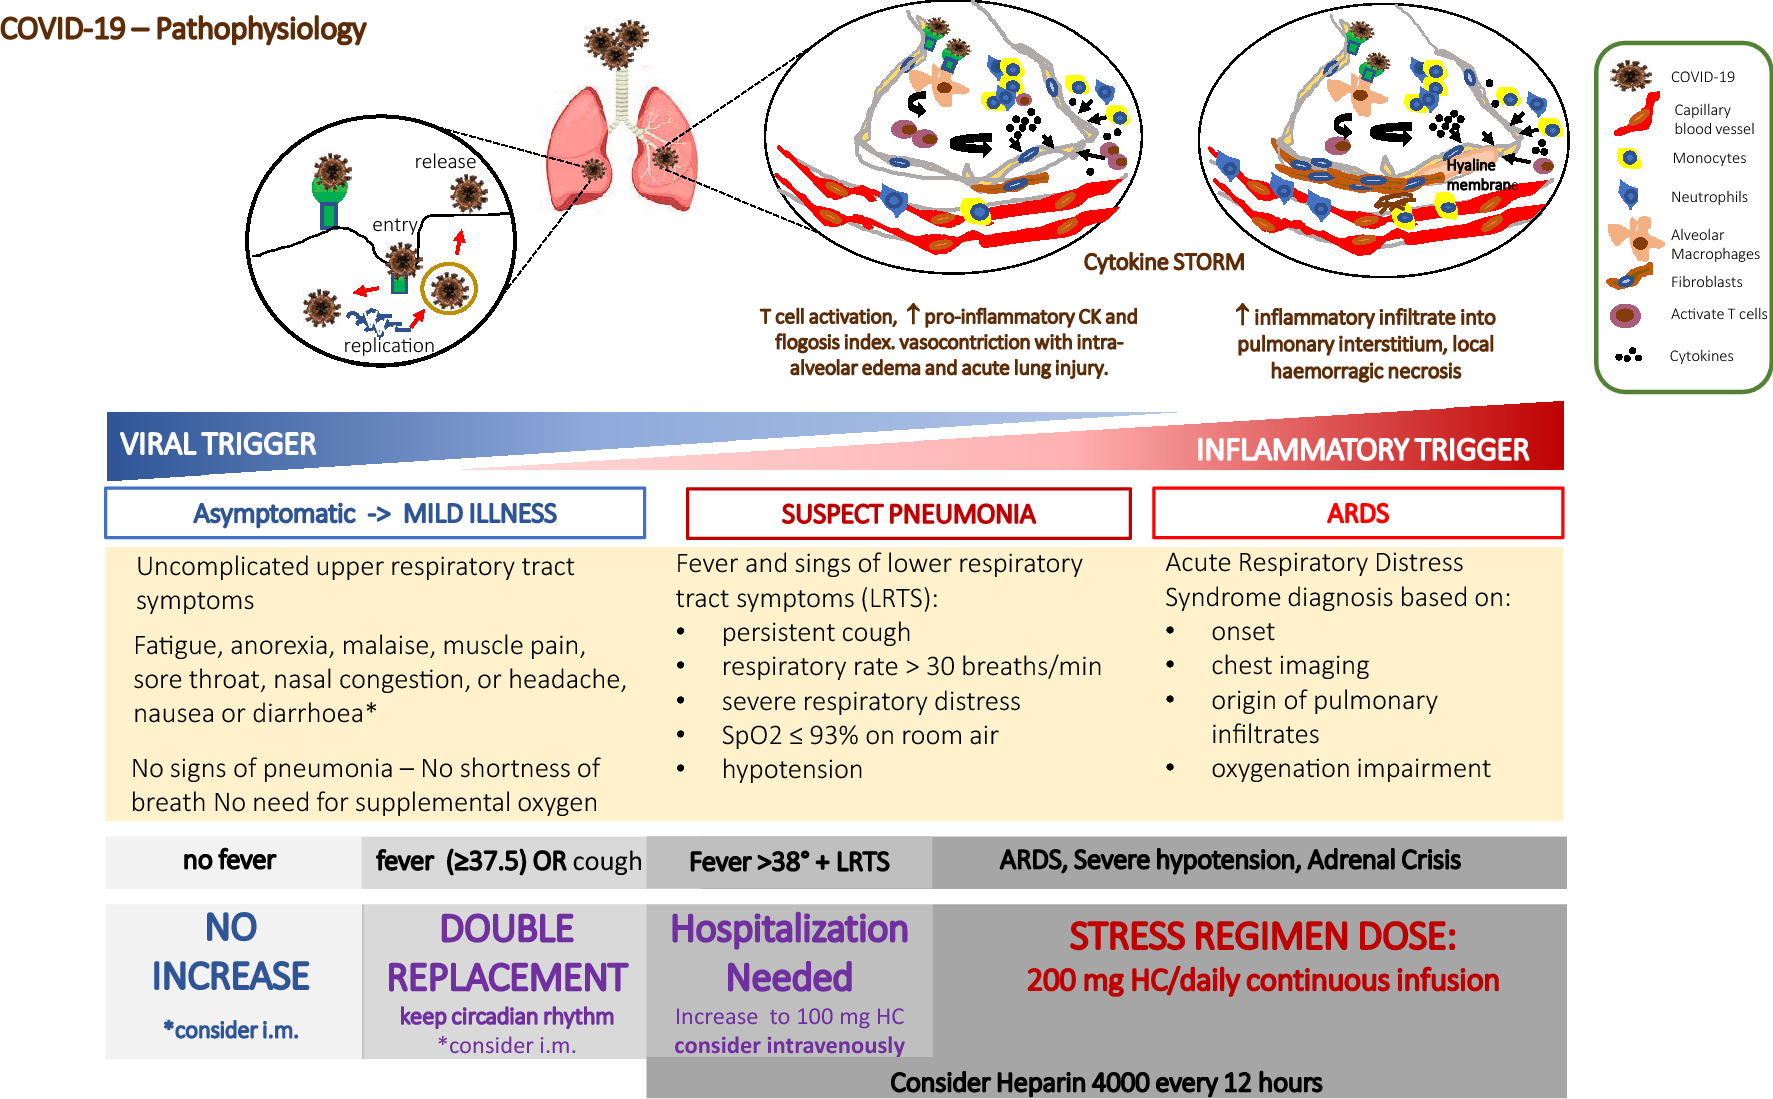 COVID-19 – Pathophysiology
release
entry
replication
Hyaline
membrane
Cytokine STORM
T cell activation, ↑ pro-inflammatory CK and
flogosis index. vasocontriction with intra-
alveolar edema and acute lung injury.
↑ inflammatory infiltrate into
pulmonary interstitium, local
haemorragic necrosis
COVID-19
Capillary
blood vessel
Monocytes
Neutrophils
Alveolar
Macrophages
Fibroblasts
Activate T cells
Cytokines
VIRAL TRIGGER
INFLAMMATORY TRIGGER
Asymptomatic -> MILD ILLNESS
SUSPECT PNEUMONIA
ARDS
Uncomplicated upper respiratory tract
symptoms
Fatigue, anorexia, malaise, muscle pain,
sore throat, nasal congestion, or headache,
nausea or diarrhoea*
No signs of pneumonia – No shortness of
breath No need for supplemental oxygen
Fever and sings of lower respiratory
tract symptoms (LRTS):
• persistent cough
• respiratory rate > 30 breaths/min
• severe respiratory distress
• SpO2 ≤ 93% on room air
• hypotension
Acute Respiratory Distress
Syndrome diagnosis based on:
• onset
• chest imaging
• origin of pulmonary
infiltrates
• oxygenation impairment
no fever
fever (≥37.5) OR cough
Fever >38° + LRTS
ARDS, Severe hypotension, Adrenal Crisis
NO
INCREASE
*consider i.m.
DOUBLE
REPLACEMENT
keep circadian rhythm
*consider i.m.
Hospitalization
Needed
Increase to 100 mg HC
consider intravenously
STRESS REGIMEN DOSE:
200 mg HC/daily continuous infusion
Consider Heparin 4000 every 12 hours